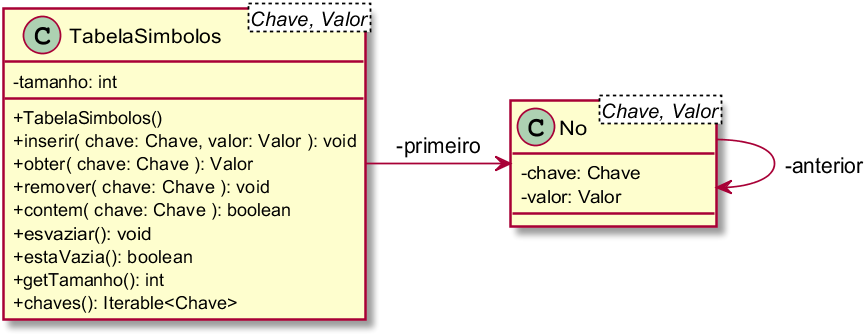 Chave, Valor
C TabelaSimbolos
-tamanho: int
+TabelaSimbolos()
+inserir( chave: Chave, valor: Valor ): void
+obter( chave: Chave ): Valor
+remover( chave: Chave ): void
+contem( chave: Chave ): boolean
+esvaziar(): void
+estaVazia(): boolean
+getTamanho(): int
+chaves(): Iterable<Chave>
-primeiro
Chave, Valor
C No
-chave: Chave
-valor: Valor
-anterior